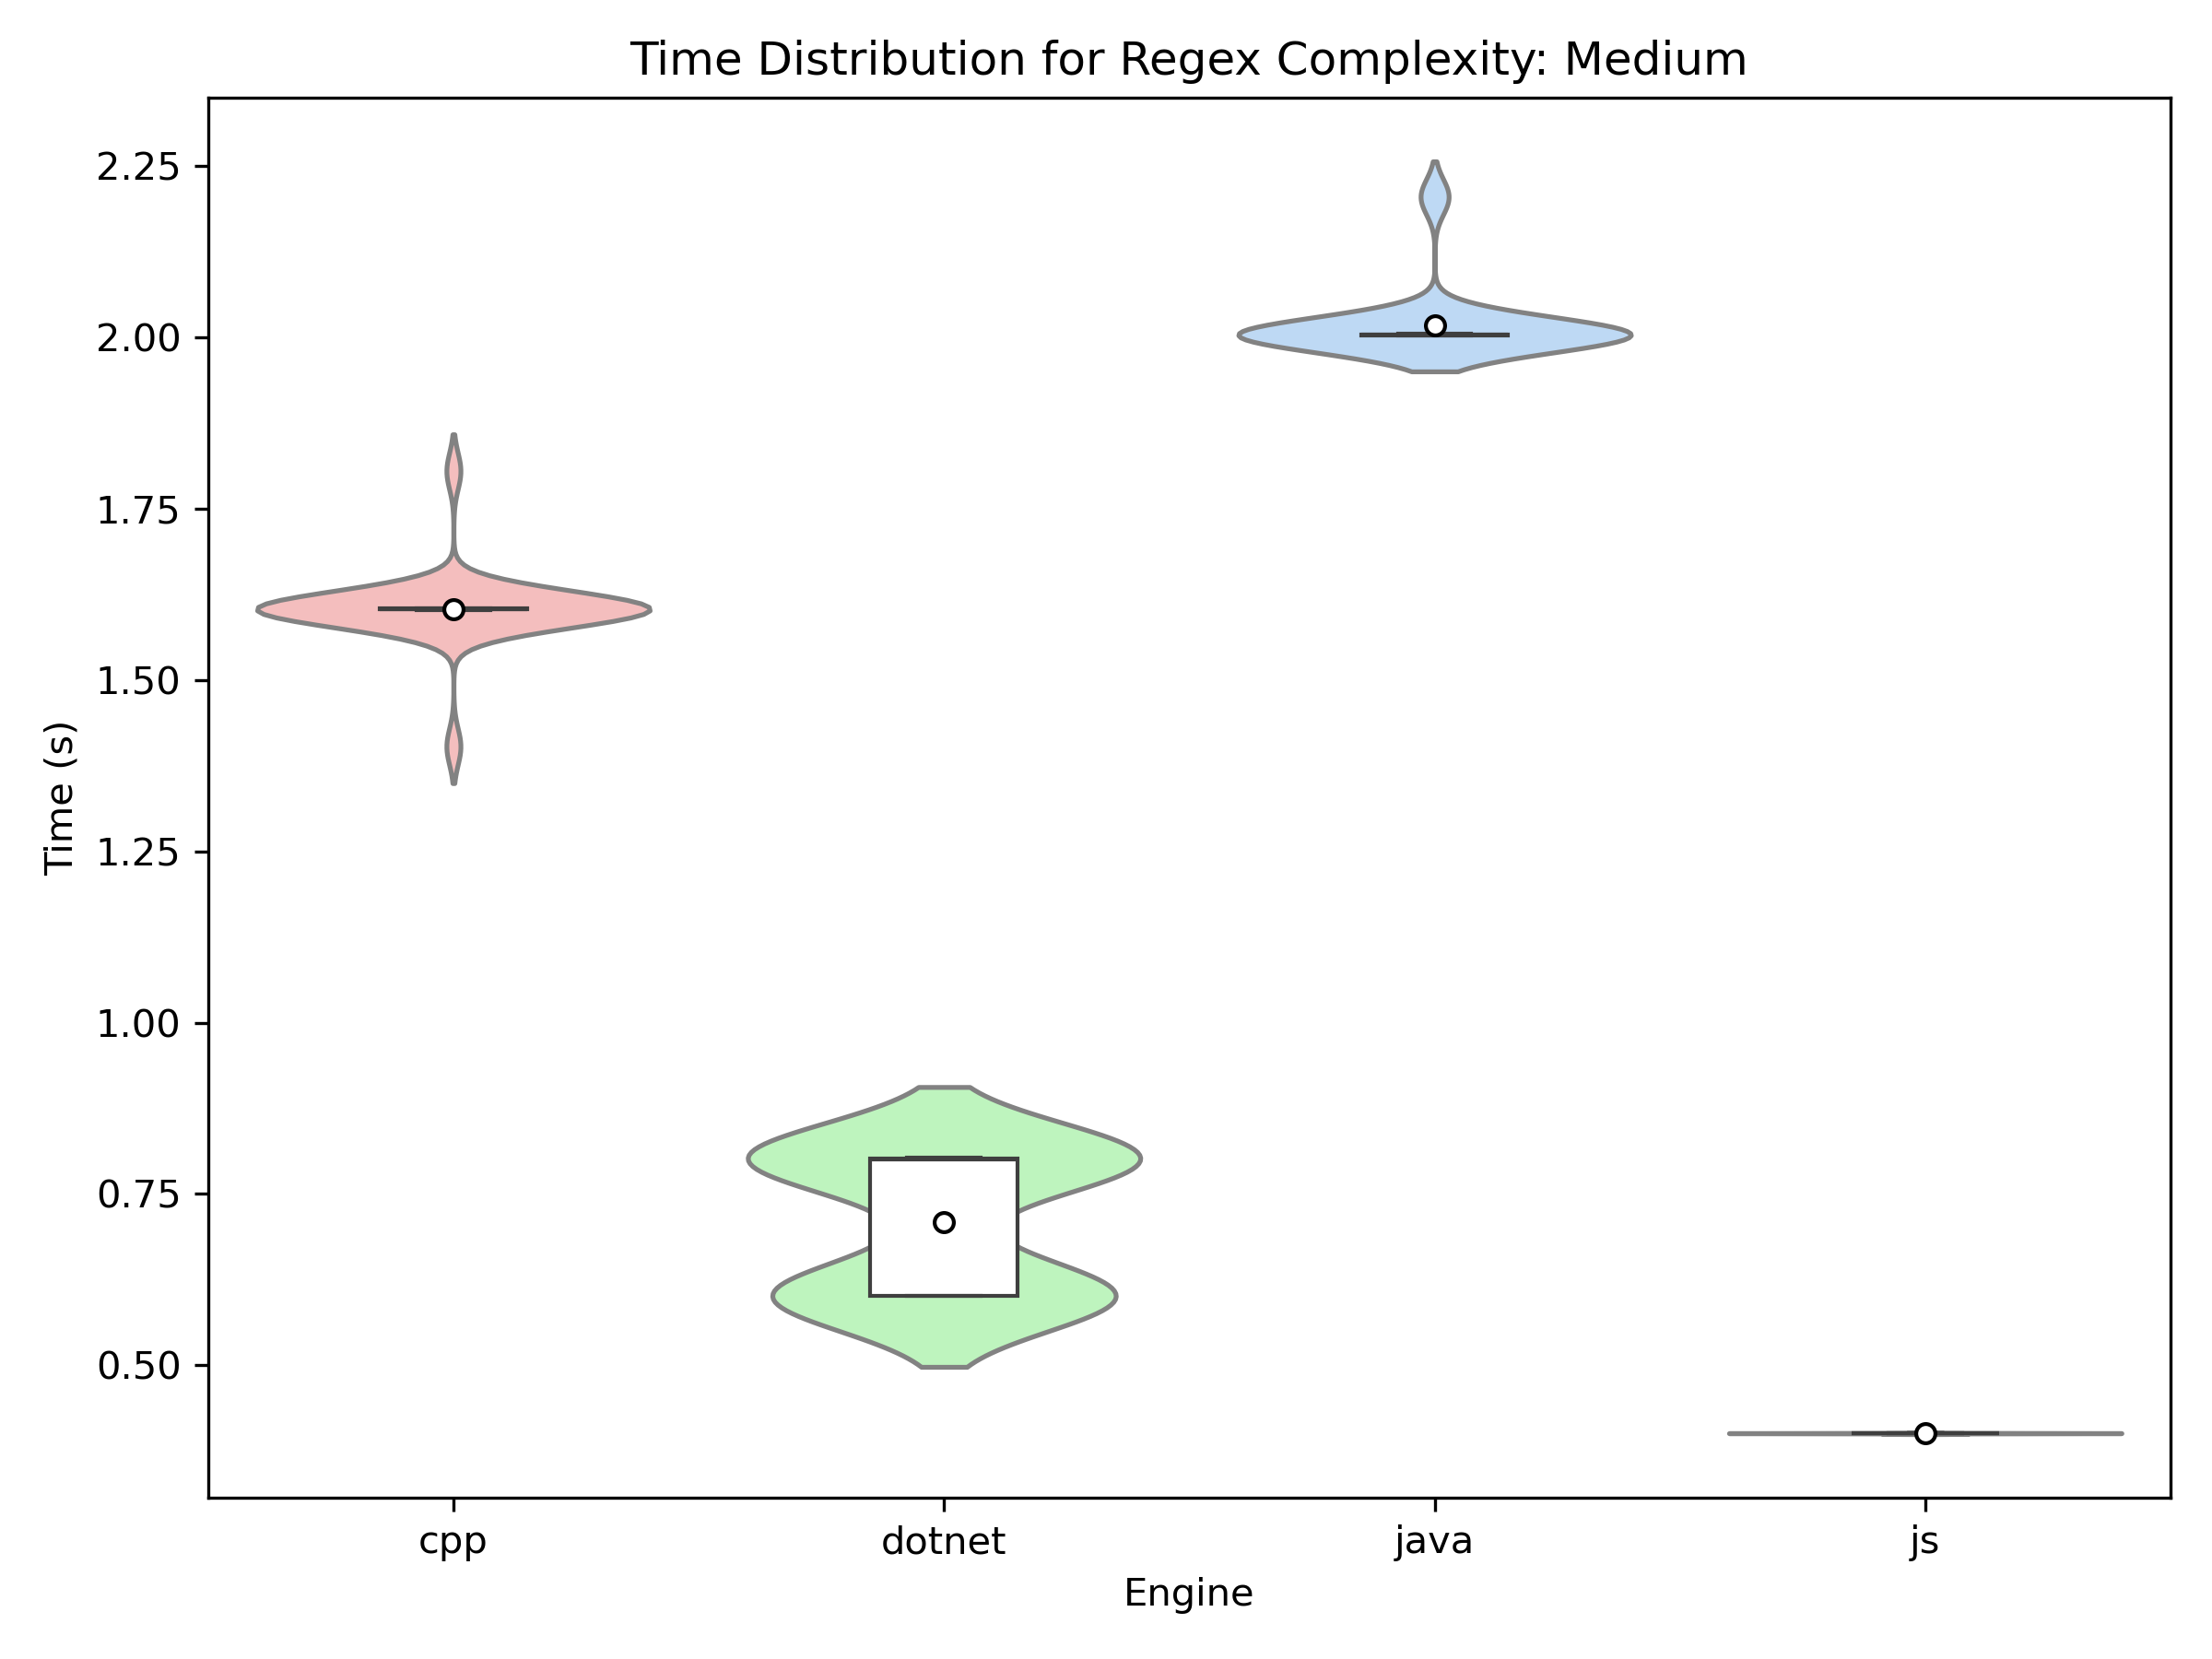 Time Distribution for Regex Complexity: Medium
2.25
2.00
1.75
1.50
1.25
1.00
0.75
0.50
Time (s)
cpp dotnet java js
Engine